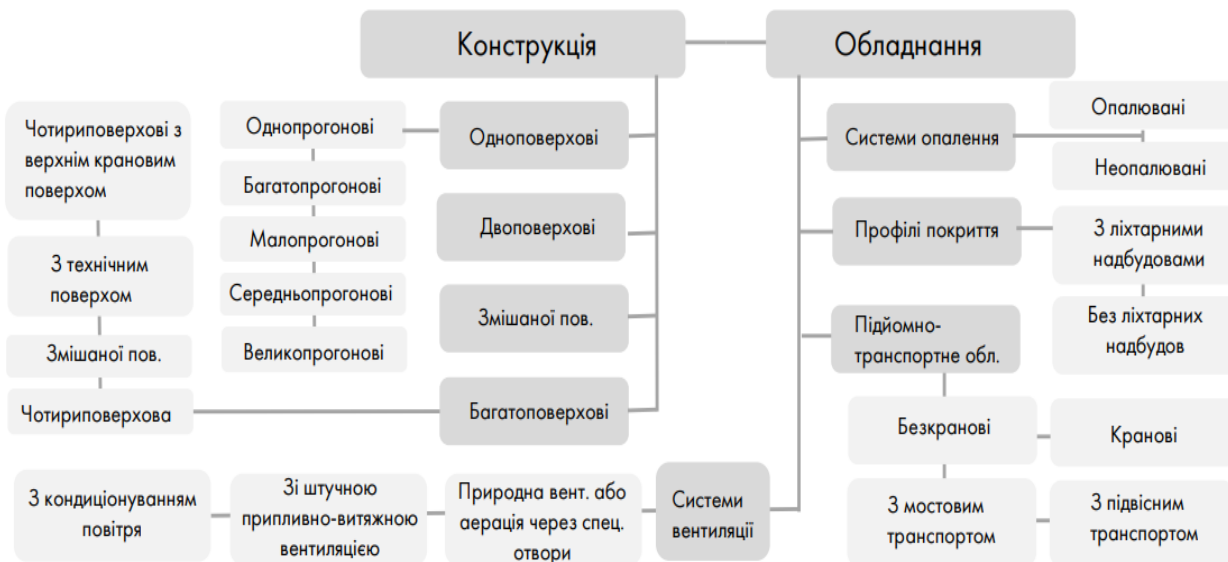 Конструкція
Обладнання
Чотириповерхові з
верхнім крановим
поверхом
З технічним
поверхом
Змішаної пов.
Чотириповерхова
Однопрогонові
Багатопрогонові
Малопрогонові
Середньопрогонові
Великопрогонові
Одноповерхові
Двоповерхові
Змішаної пов.
Багатоповерхові
Системи опалення
Опалювані
Неопалювані
Профілі покриття
З ліхтарними
надбудовами
Без ліхтарних
надбудов
Підйомно-
транспортне обл.
Безкранові
Кранові
З мостовим
транспортом
З підвісним
транспортом
З кондиціонуванням
повітря
Зі штучною
припливно-витяжною
вентиляцією
Природна вент. або
аерація через спец.
отвори
Системи
вентиляції